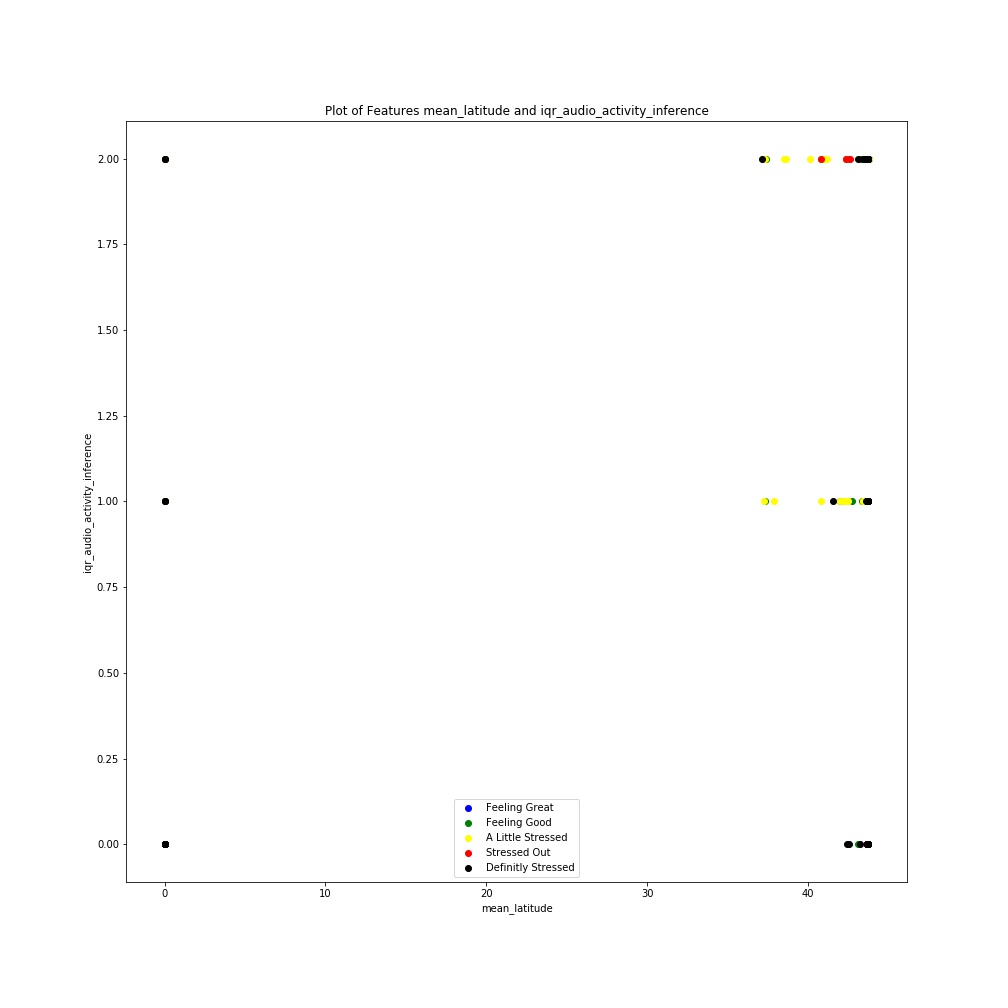 Plot of Features mean_latitude and iqr_audio_activity_inference
2.00
1.75
1.50
1.25
1.00
0.75
0.50
0.25
0.00
iqr_audio_activity_inference
Feeling Great
Feeling Good
A Little Stressed
Stressed Out
Definitly Stressed
0 10 20 30 40
mean_latitude